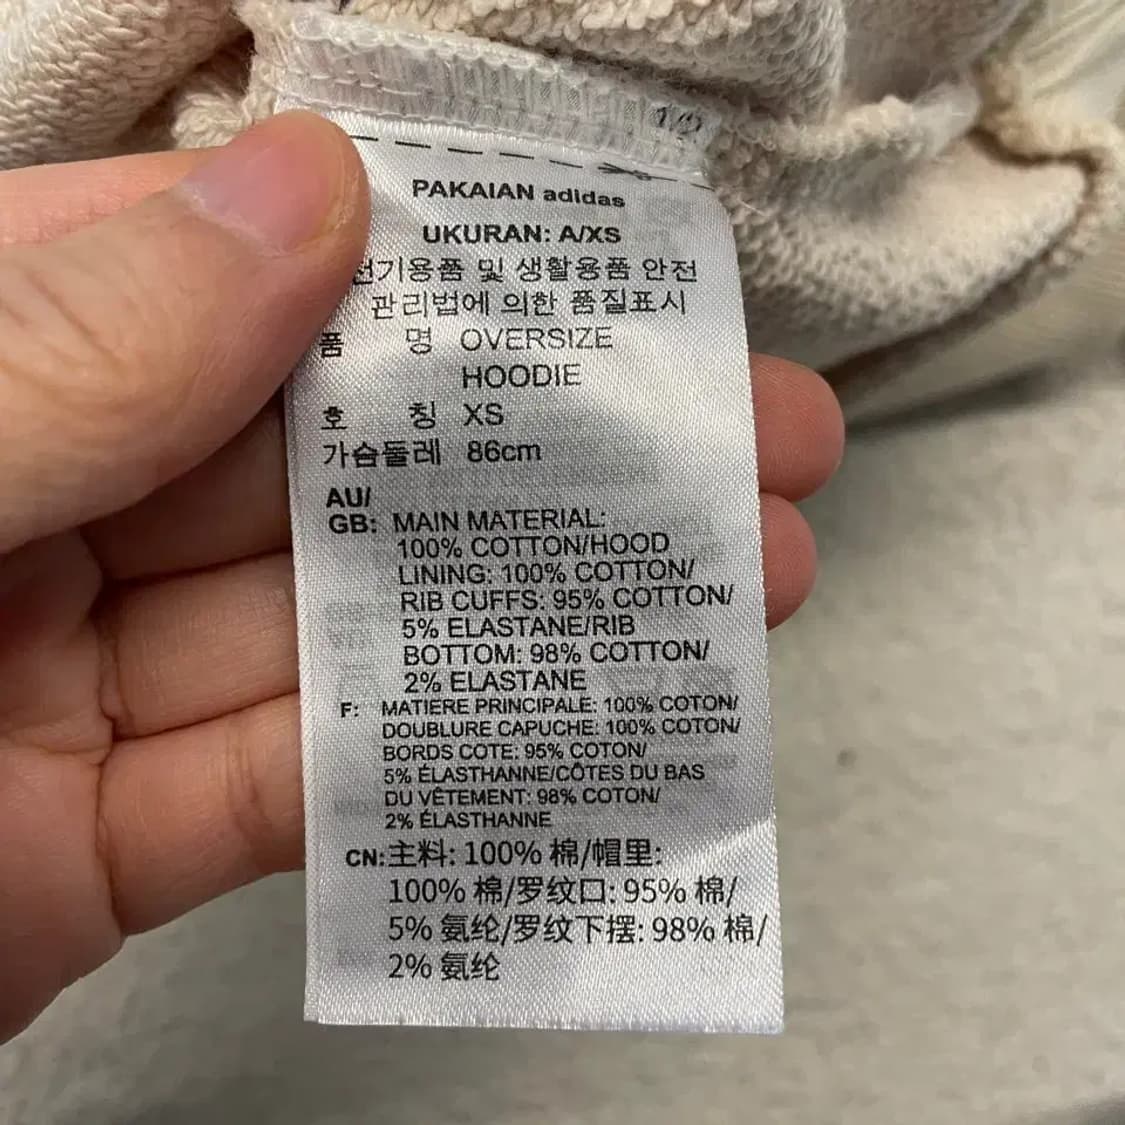 1/2
PAKAIAN adidas
UKURAN: A/XS
전기용품 및 생활용품 안전
관리법에 의한 품질표시
품 명 OVERSIZE
HOODIE
호 칭 XS
가슴둘레 86cm
AU/
GB: MAIN MATERIAL:
100% COTTON/HOOD
LINING: 100% COTTON/
RIB CUFFS: 95% COTTON/
5% ELASTANE/RIB
BOTTOM: 98% COTTON/
2% ELASTANE
F: MATIERE PRINCIPALE: 100% COTON/
DOUBLURE CAPUCHE: 100% COTON/
BORDS COTE: 95% COTON/
5% ÉLASTHANNE/CÔTES DU BAS
DU VÊTEMENT: 98% COTON/
2% ÉLASTHANNE
CN: 主料: 100% 棉/帽里:
100% 棉/罗纹口: 95% 棉/
5% 氨纶/罗纹下摆: 98% 棉/
2% 氨纶